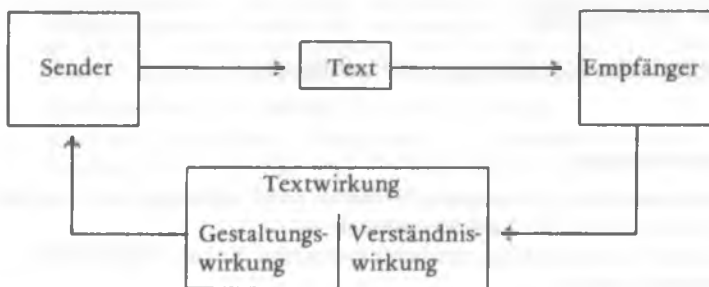 Sender
Text
Empfänger
Textwirkung
Gestaltungs-
wirkung
Verständnis-
wirkung